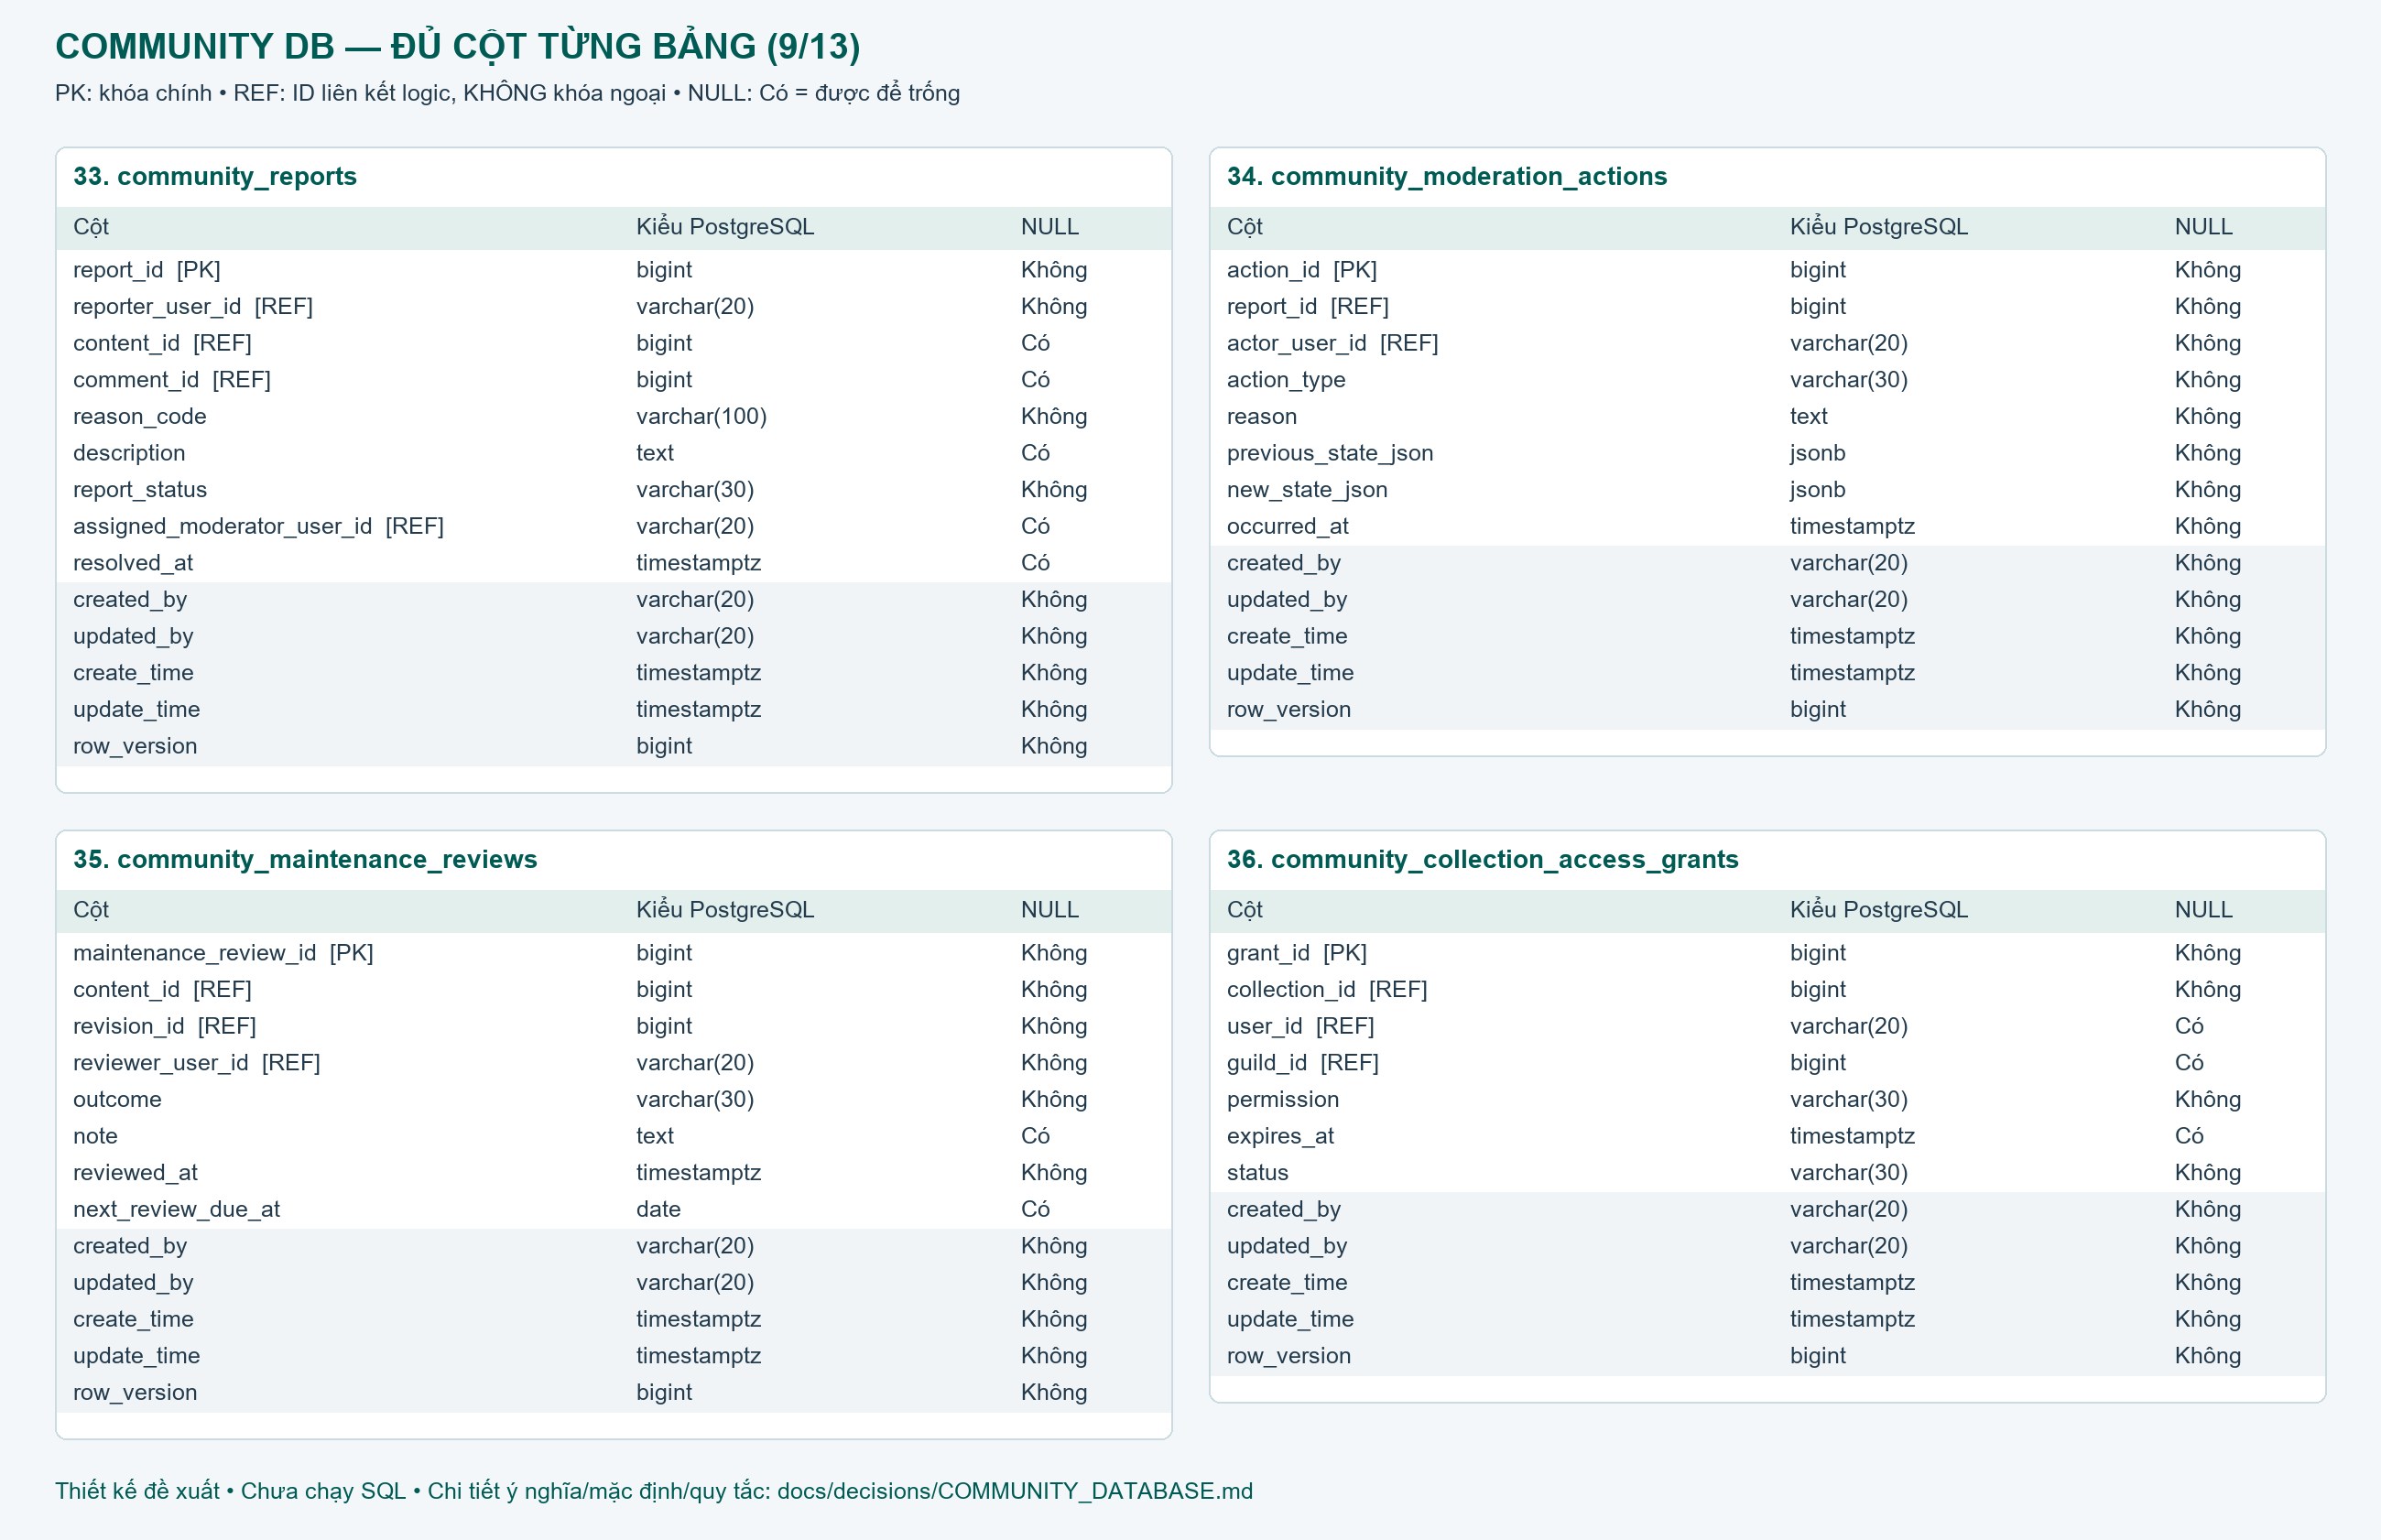 COMMUNITY DB — ĐỦ CỘT TỪNG BẢNG (9/13)
PK: khóa chính • REF: ID liên kết logic, KHÔNG khóa ngoại • NULL: Có = được để trống
33. community_reports
Cột Kiểu PostgreSQL NULL
report_id [PK] bigint Không
reporter_user_id [REF] varchar(20) Không
content_id [REF] bigint Có
comment_id [REF] bigint Có
reason_code varchar(100) Không
description text Có
report_status varchar(30) Không
assigned_moderator_user_id [REF] varchar(20) Có
resolved_at timestamptz Có
created_by varchar(20) Không
updated_by varchar(20) Không
create_time timestamptz Không
update_time timestamptz Không
row_version bigint Không
34. community_moderation_actions
Cột Kiểu PostgreSQL NULL
action_id [PK] bigint Không
report_id [REF] bigint Không
actor_user_id [REF] varchar(20) Không
action_type varchar(30) Không
reason text Không
previous_state_json jsonb Không
new_state_json jsonb Không
occurred_at timestamptz Không
created_by varchar(20) Không
updated_by varchar(20) Không
create_time timestamptz Không
update_time timestamptz Không
row_version bigint Không
35. community_maintenance_reviews
Cột Kiểu PostgreSQL NULL
maintenance_review_id [PK] bigint Không
content_id [REF] bigint Không
revision_id [REF] bigint Không
reviewer_user_id [REF] varchar(20) Không
outcome varchar(30) Không
note text Có
reviewed_at timestamptz Không
next_review_due_at date Có
created_by varchar(20) Không
updated_by varchar(20) Không
create_time timestamptz Không
update_time timestamptz Không
row_version bigint Không
36. community_collection_access_grants
Cột Kiểu PostgreSQL NULL
grant_id [PK] bigint Không
collection_id [REF] bigint Không
user_id [REF] varchar(20) Có
guild_id [REF] bigint Có
permission varchar(30) Không
expires_at timestamptz Có
status varchar(30) Không
created_by varchar(20) Không
updated_by varchar(20) Không
create_time timestamptz Không
update_time timestamptz Không
row_version bigint Không
Thiết kế đề xuất • Chưa chạy SQL • Chi tiết ý nghĩa/mặc định/quy tắc: docs/decisions/COMMUNITY_DATABASE.md